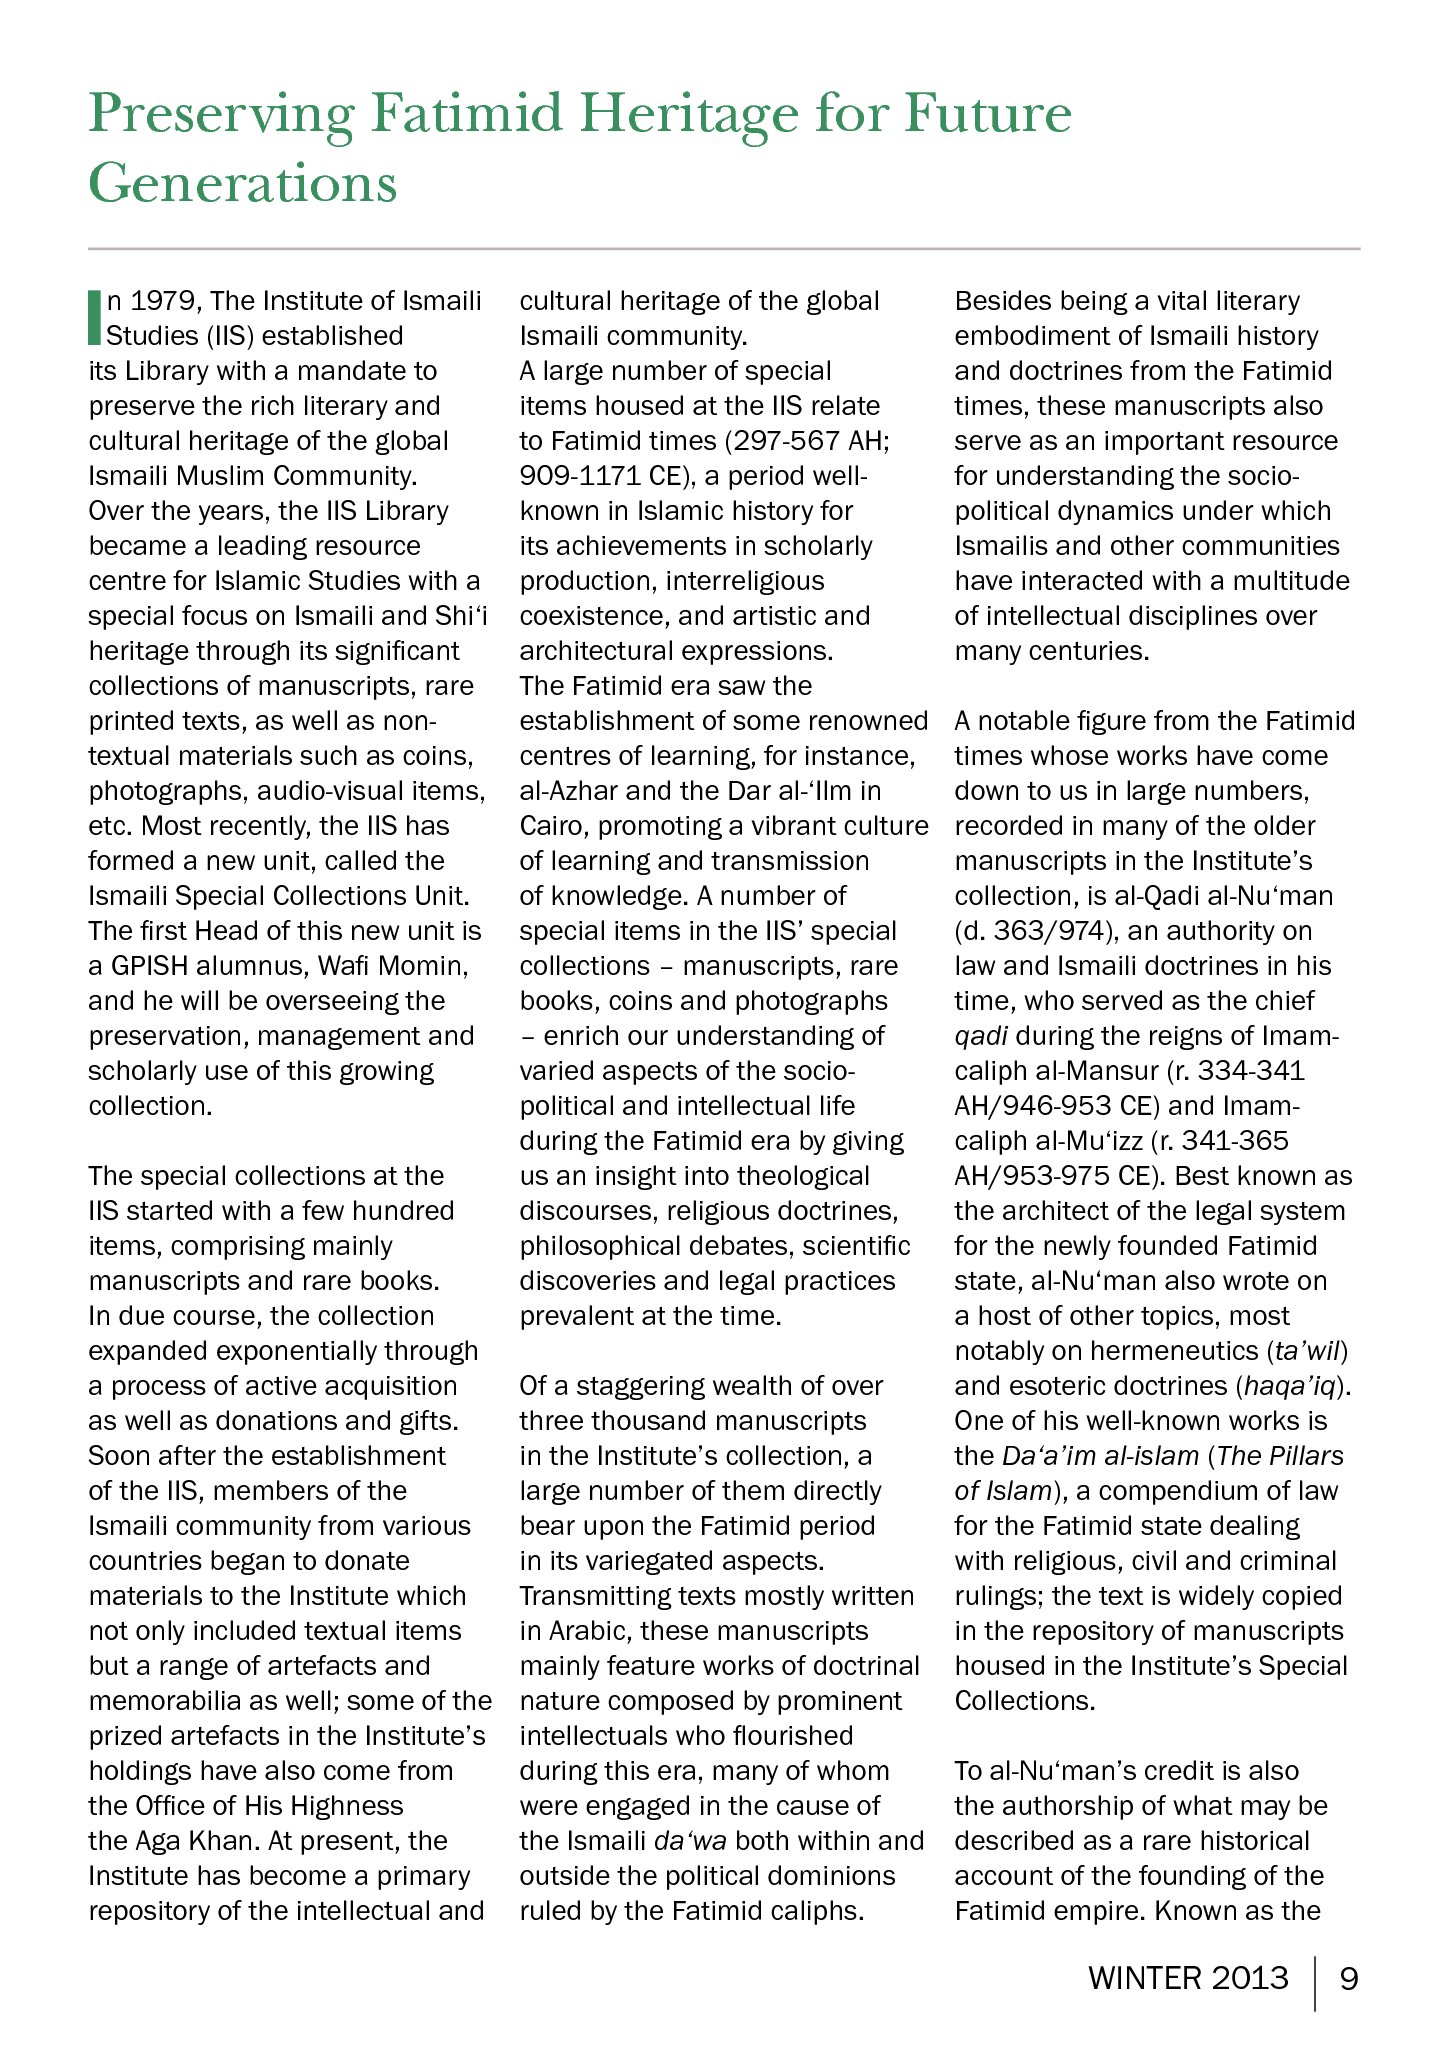 Preserving Fatimid Heritage for Future
Generations
In 1979, The Institute of Ismaili
Studies (IIS) established
its Library with a mandate to
preserve the rich literary and
cultural heritage of the global
Ismaili Muslim Community.
Over the years, the IIS Library
became a leading resource
centre for Islamic Studies with a
special focus on Ismaili and Shi‘i
heritage through its significant
collections of manuscripts, rare
printed texts, as well as non-
textual materials such as coins,
photographs, audio-visual items,
etc. Most recently, the IIS has
formed a new unit, called the
Ismaili Special Collections Unit.
The first Head of this new unit is
a GPISH alumnus, Wafi Momin,
and he will be overseeing the
preservation, management and
scholarly use of this growing
collection.
The special collections at the
IIS started with a few hundred
items, comprising mainly
manuscripts and rare books.
In due course, the collection
expanded exponentially through
a process of active acquisition
as well as donations and gifts.
Soon after the establishment
of the IIS, members of the
Ismaili community from various
countries began to donate
materials to the Institute which
not only included textual items
but a range of artefacts and
memorabilia as well; some of the
prized artefacts in the Institute’s
holdings have also come from
the Office of His Highness
the Aga Khan. At present, the
Institute has become a primary
repository of the intellectual and
cultural heritage of the global
Ismaili community.
A large number of special
items housed at the IIS relate
to Fatimid times (297-567 AH;
909-1171 CE), a period well-
known in Islamic history for
its achievements in scholarly
production, interreligious
coexistence, and artistic and
architectural expressions.
The Fatimid era saw the
establishment of some renowned
centres of learning, for instance,
al-Azhar and the Dar al-‘Ilm in
Cairo, promoting a vibrant culture
of learning and transmission
of knowledge. A number of
special items in the IIS’ special
collections – manuscripts, rare
books, coins and photographs
– enrich our understanding of
varied aspects of the socio-
political and intellectual life
during the Fatimid era by giving
us an insight into theological
discourses, religious doctrines,
philosophical debates, scientific
discoveries and legal practices
prevalent at the time.
Of a staggering wealth of over
three thousand manuscripts
in the Institute’s collection, a
large number of them directly
bear upon the Fatimid period
in its variegated aspects.
Transmitting texts mostly written
in Arabic, these manuscripts
mainly feature works of doctrinal
nature composed by prominent
intellectuals who flourished
during this era, many of whom
were engaged in the cause of
the Ismaili da‘wa both within and
outside the political dominions
ruled by the Fatimid caliphs.
Besides being a vital literary
embodiment of Ismaili history
and doctrines from the Fatimid
times, these manuscripts also
serve as an important resource
for understanding the socio-
political dynamics under which
Ismailis and other communities
have interacted with a multitude
of intellectual disciplines over
many centuries.
A notable figure from the Fatimid
times whose works have come
down to us in large numbers,
recorded in many of the older
manuscripts in the Institute’s
collection, is al-Qadi al-Nu‘man
(d. 363/974), an authority on
law and Ismaili doctrines in his
time, who served as the chief
qadi during the reigns of Imam-
caliph al-Mansur (r. 334-341
AH/946-953 CE) and Imam-
caliph al-Mu‘izz (r. 341-365
AH/953-975 CE). Best known as
the architect of the legal system
for the newly founded Fatimid
state, al-Nu‘man also wrote on
a host of other topics, most
notably on hermeneutics (ta’wil)
and esoteric doctrines (haqa’iq).
One of his well-known works is
the Da‘a’im al-islam (The Pillars
of Islam), a compendium of law
for the Fatimid state dealing
with religious, civil and criminal
rulings; the text is widely copied
in the repository of manuscripts
housed in the Institute’s Special
Collections.
To al-Nu‘man’s credit is also
the authorship of what may be
described as a rare historical
account of the founding of the
Fatimid empire. Known as the
WINTER 2013 | 9